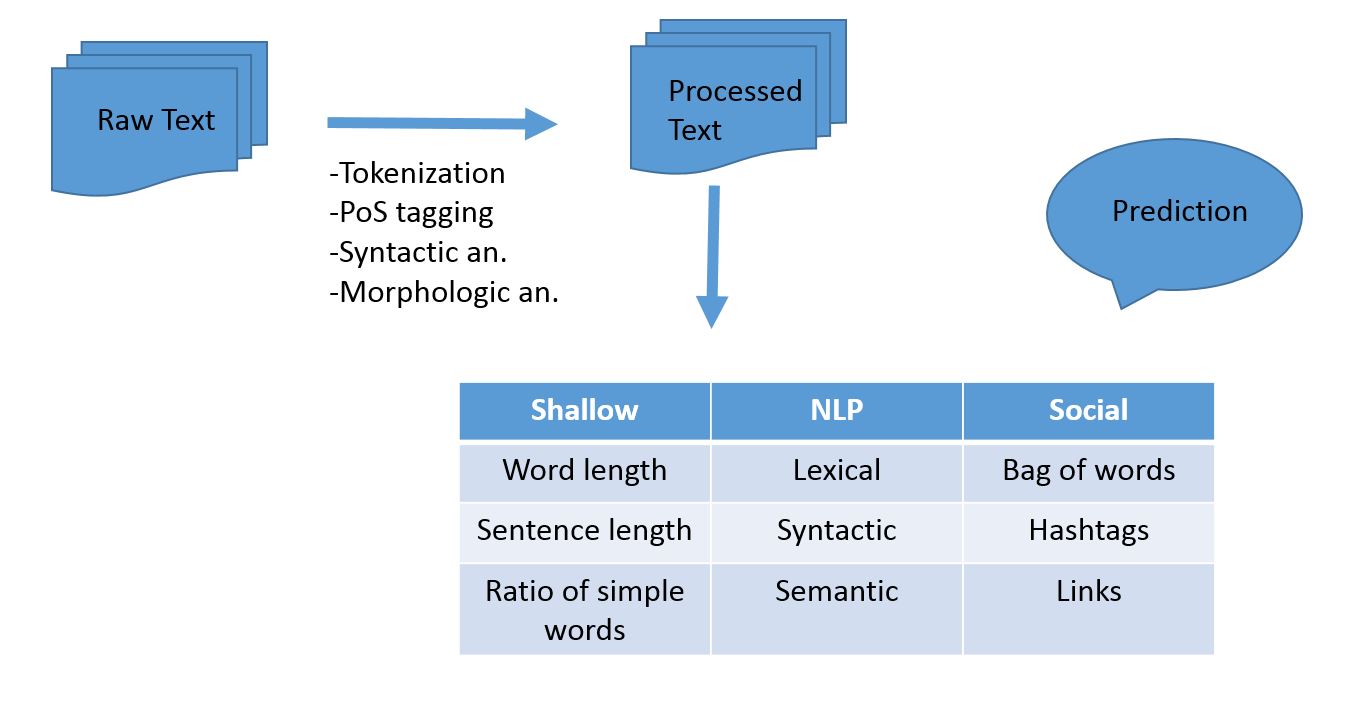 Raw Text
-Tokenization
-PoS tagging
-Syntactic an.
-Morphologic an.
Processed
Text
Prediction
Shallow NLP Social
Word length Lexical Bag of words
Sentence length Syntactic Hashtags
Ratio of simple Semantic Links
words